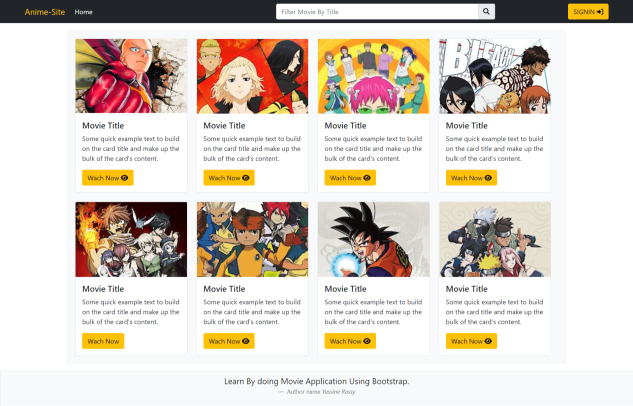 Anime-Site Home Filter Movie By Title SIGNIN
BLEACH
Movie Title Movie Title Movie Title Movie Title
Some quick example text to build Some quick example text to build Some quick example text to build Some quick example text to build
on the card title and make up the on the card title and make up the on the card title and make up the on the card title and make up the
bulk of the card's content. bulk of the card's content. bulk of the card's content. bulk of the card's content.
Wach Now Wach Now Wach Now Wach Now
Movie Title Movie Title Movie Title Movie Title
Some quick example text to build Some quick example text to build Some quick example text to build Some quick example text to build
on the card title and make up the on the card title and make up the on the card title and make up the on the card title and make up the
bulk of the card's content. bulk of the card's content. bulk of the card's content. bulk of the card's content.
Wach Now Wach Now Wach Now Wach Now
Learn By doing Movie Application Using Bootstrap.
— Author name Yassine Rassy